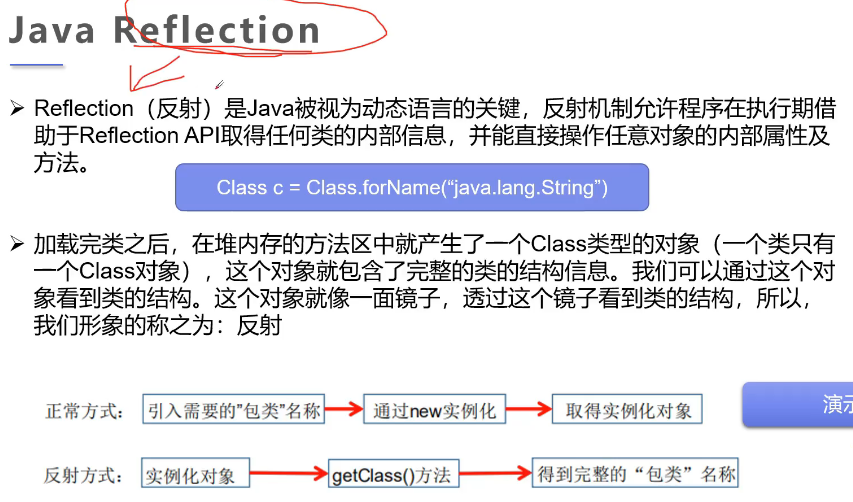 Java Reflection
Reflection（反射）是Java被视为动态语言的关键，反射机制允许程序在执行期借
助于Reflection API取得任何类的内部信息，并能直接操作任意对象的内部属性及
方法。
Class c = Class.forName(“java.lang.String”)
加载完类之后，在堆内存的方法区中就产生了一个Class类型的对象（一个类只有
一个Class对象），这个对象就包含了完整的类的结构信息。我们可以通过这个对
象看到类的结构。这个对象就像一面镜子，透过这个镜子看到类的结构，所以，
我们形象的称之为：反射
正常方式： 引入需要的”包类”名称 通过new实例化 取得实例化对象
演示
反射方式： 实例化对象 getClass()方法 得到完整的“包类”名称